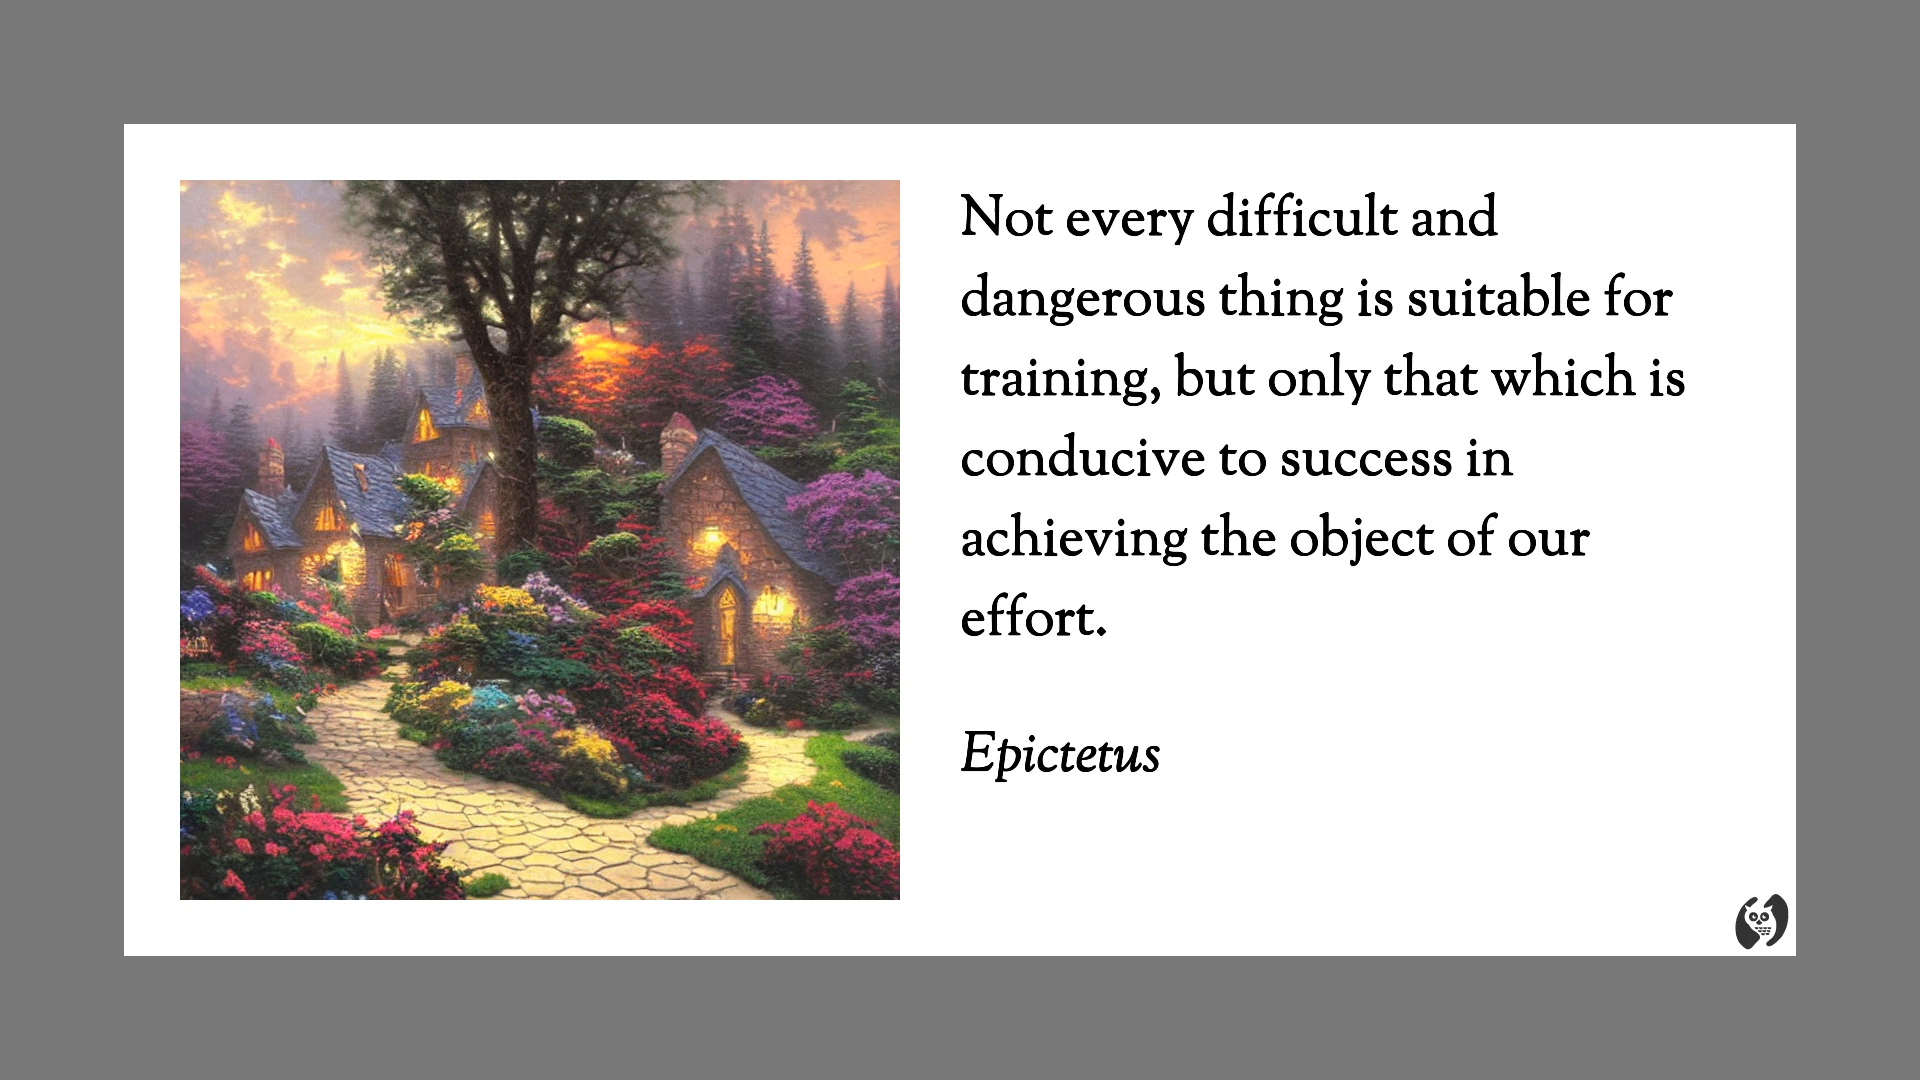 Not every difficult and
dangerous thing is suitable for
training, but only that which is
conducive to success in
achieving the object of our
effort.
Epictetus